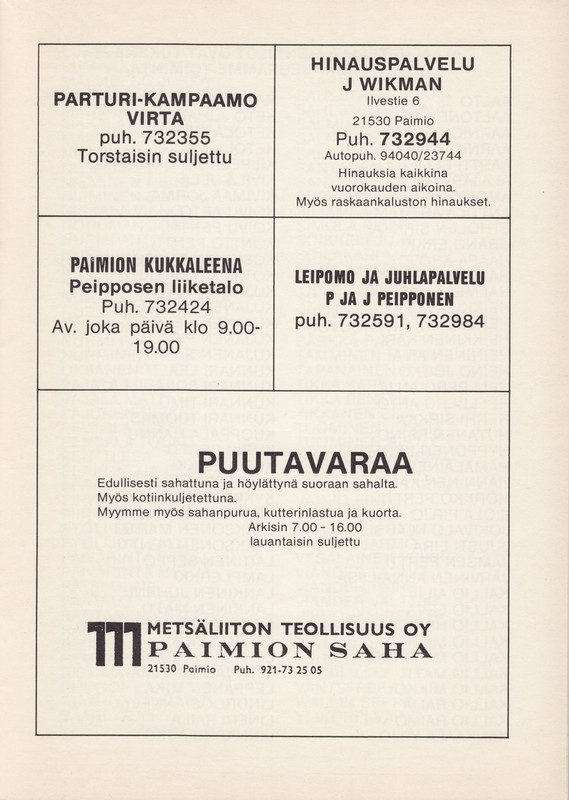 PARTURI-KAMPAAMO
VIRTA
puh. 732355
Torstaisin suljettu
HINAUSPALVELU
J WIKMAN
Ilvestie 6
21530 Paimio
Puh. 732944
Autopuh. 94040/23744
Hinauksia kaikkina
vuorokauden aikoina.
Myös raskaankaluston hinaukset.
PAIMION KUKKALEENA
Peipposen liiketalo
Puh. 732424
Av. joka päivä klo 9.00-
19.00
LEIPOMO JA JUHLAPALVELU
P JA J PEIPPONEN
puh. 732591, 732984
PUUTAVARAA
Edullisesti sahattuna ja höylättynä suoraan sahalta.
Myös kotiinkuljetettuna.
Myymme myös sahanpurua, kutterinlastua ja kuorta.
Arkisin 7.00 - 16.00
lauantaisin suljettu
METSÄLIITON TEOLLISUUS OY
PAIMION SAHA
21530 Paimio Puh. 921-73 25 05